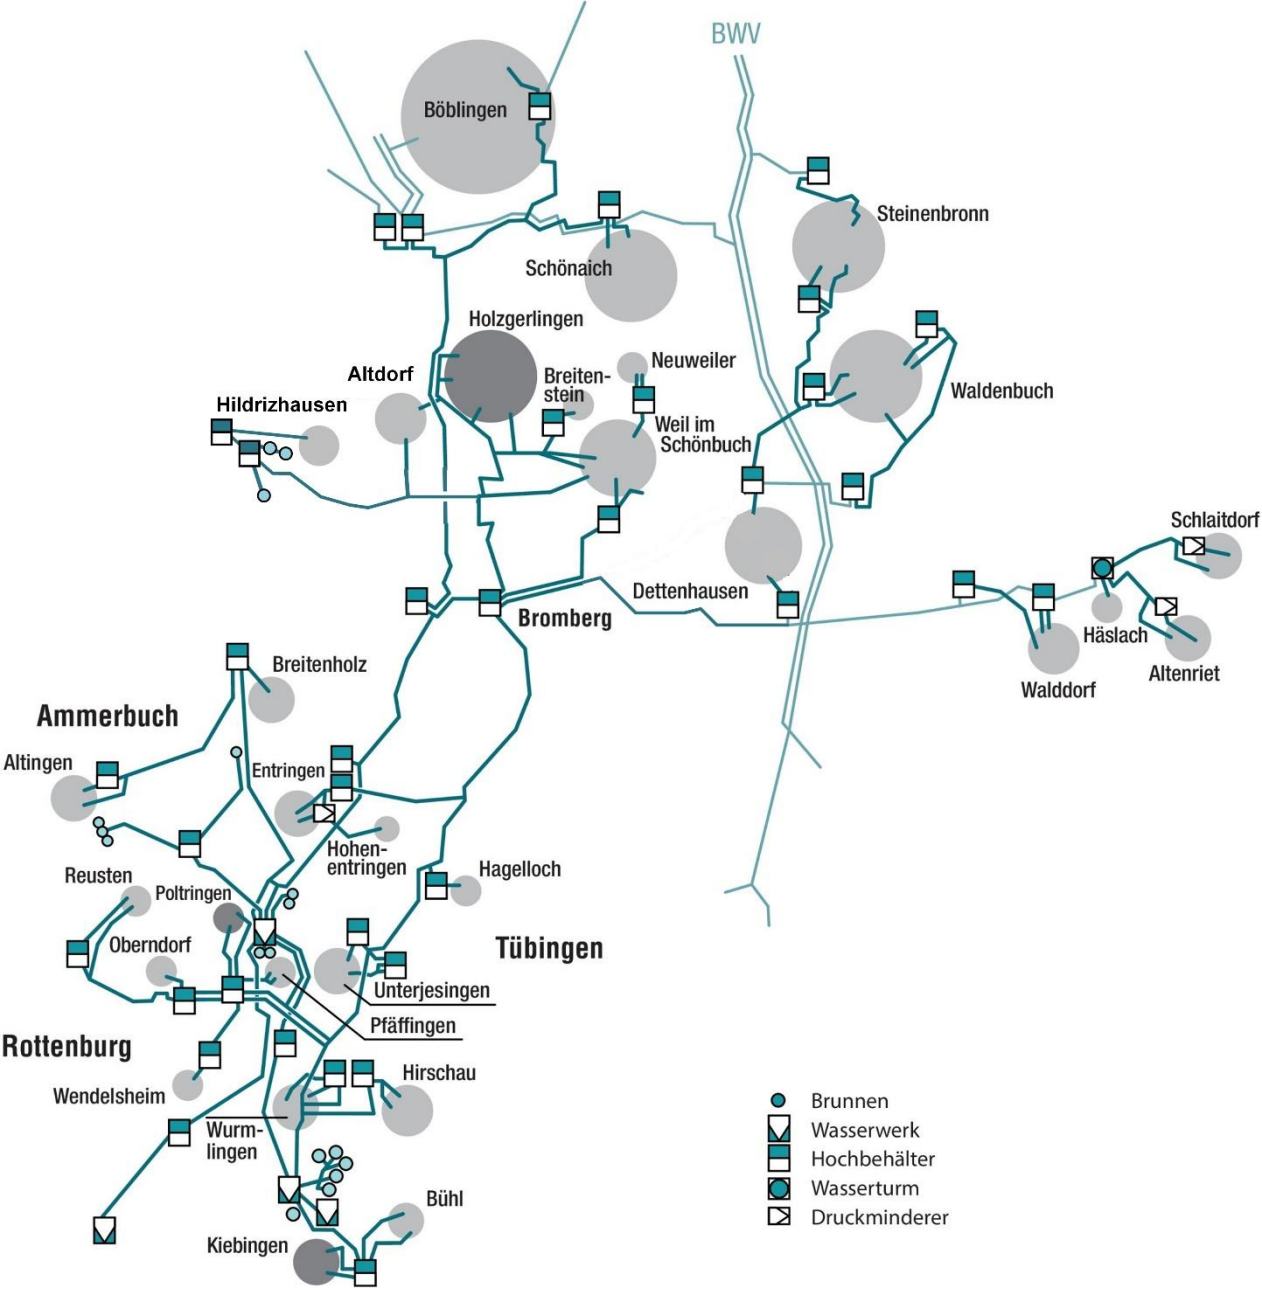 BWV
Böblingen
Steinenbronn
Schönaich
Holzgerlingen
Neuweiler
Altdorf
Breiten-
stein
Waldenbuch
Hildrizhausen
Weil im
Schönbuch
Schlaitdorf
Dettenhausen
Bromberg
Häslach
Altenriet
Walddorf
Breitenholz
Ammerbuch
Altingen
Entringen
Hohen-
entringen
Hagelloch
Reusten
Poltringen
Oberndorf
Tübingen
Unterjesingen
Pfäffingen
Rottenburg
Wendelsheim
Hirschau
Wurm-
lingen
Bühl
Kiebingen
Brunnen
Wasserwerk
Hochbehälter
Wasserturm
Druckminderer